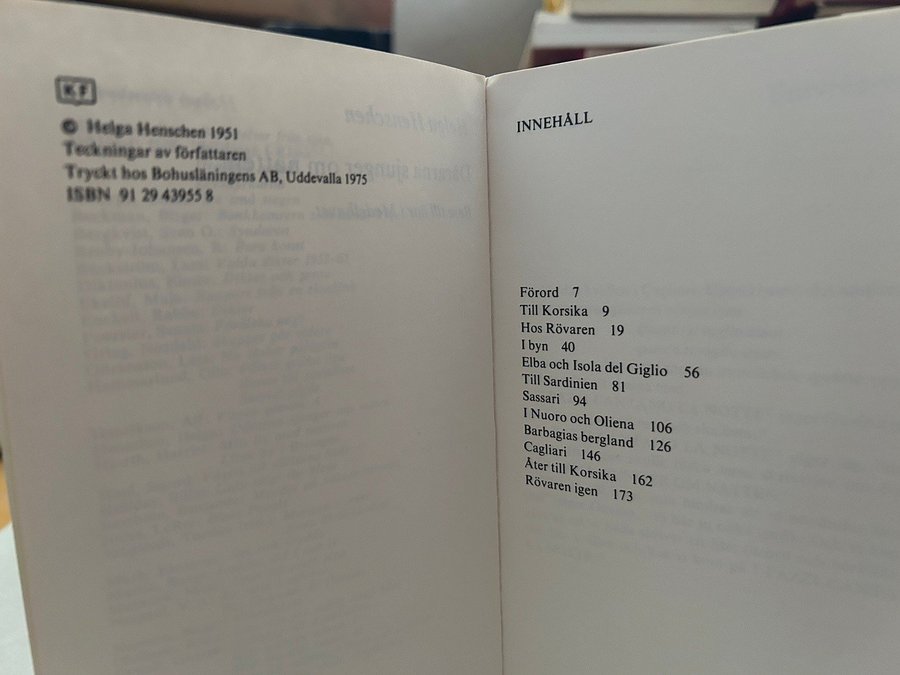 KF
© Helga Henschen 1951
Teckningar av författaren
Tryckt hos Bohusläningens AB, Uddevalla 1975
ISBN 91 29 43955 8
INNEHÅLL
Förord 7
Till Korsika 9
Hos Rövaren 19
I byn 40
Elba och Isola del Giglio 56
Till Sardinien 81
Sassari 94
I Nuoro och Oliena 106
Barbagias bergland 126
Cagliari 146
Åter till Korsika 162
Rövaren igen 173